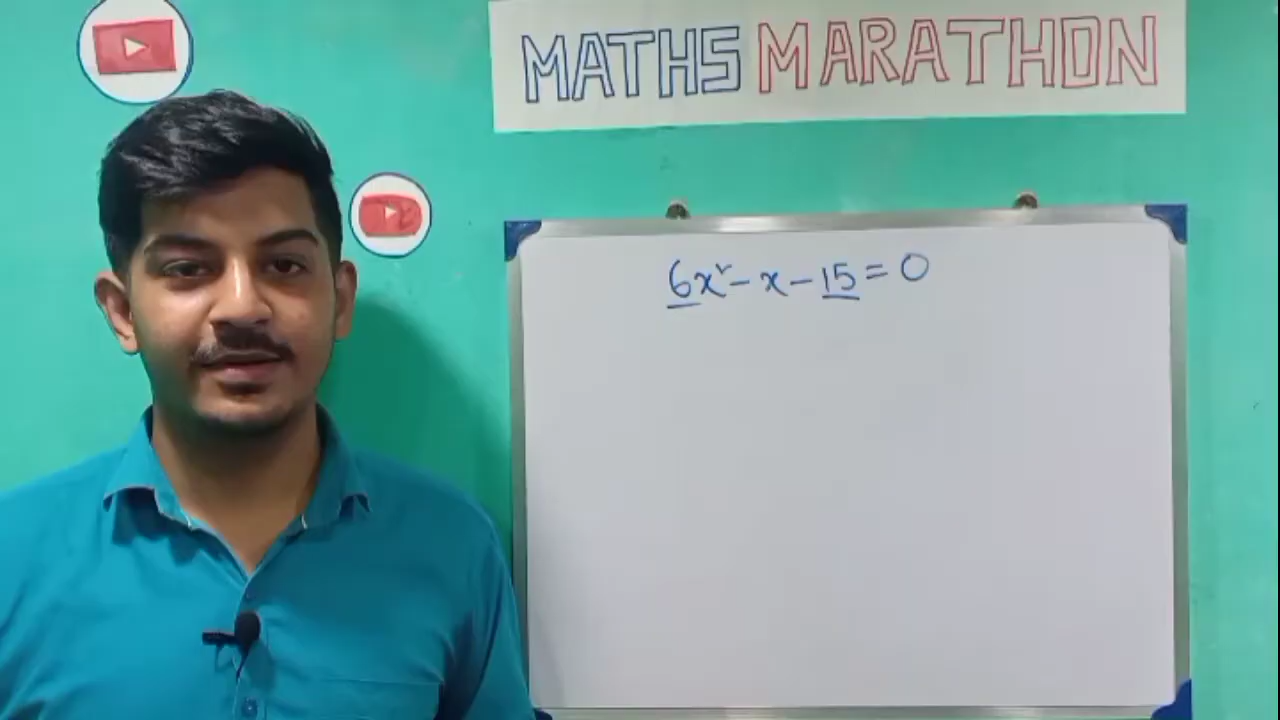 MATHS MARATHON
6x² - x - 15 = 0